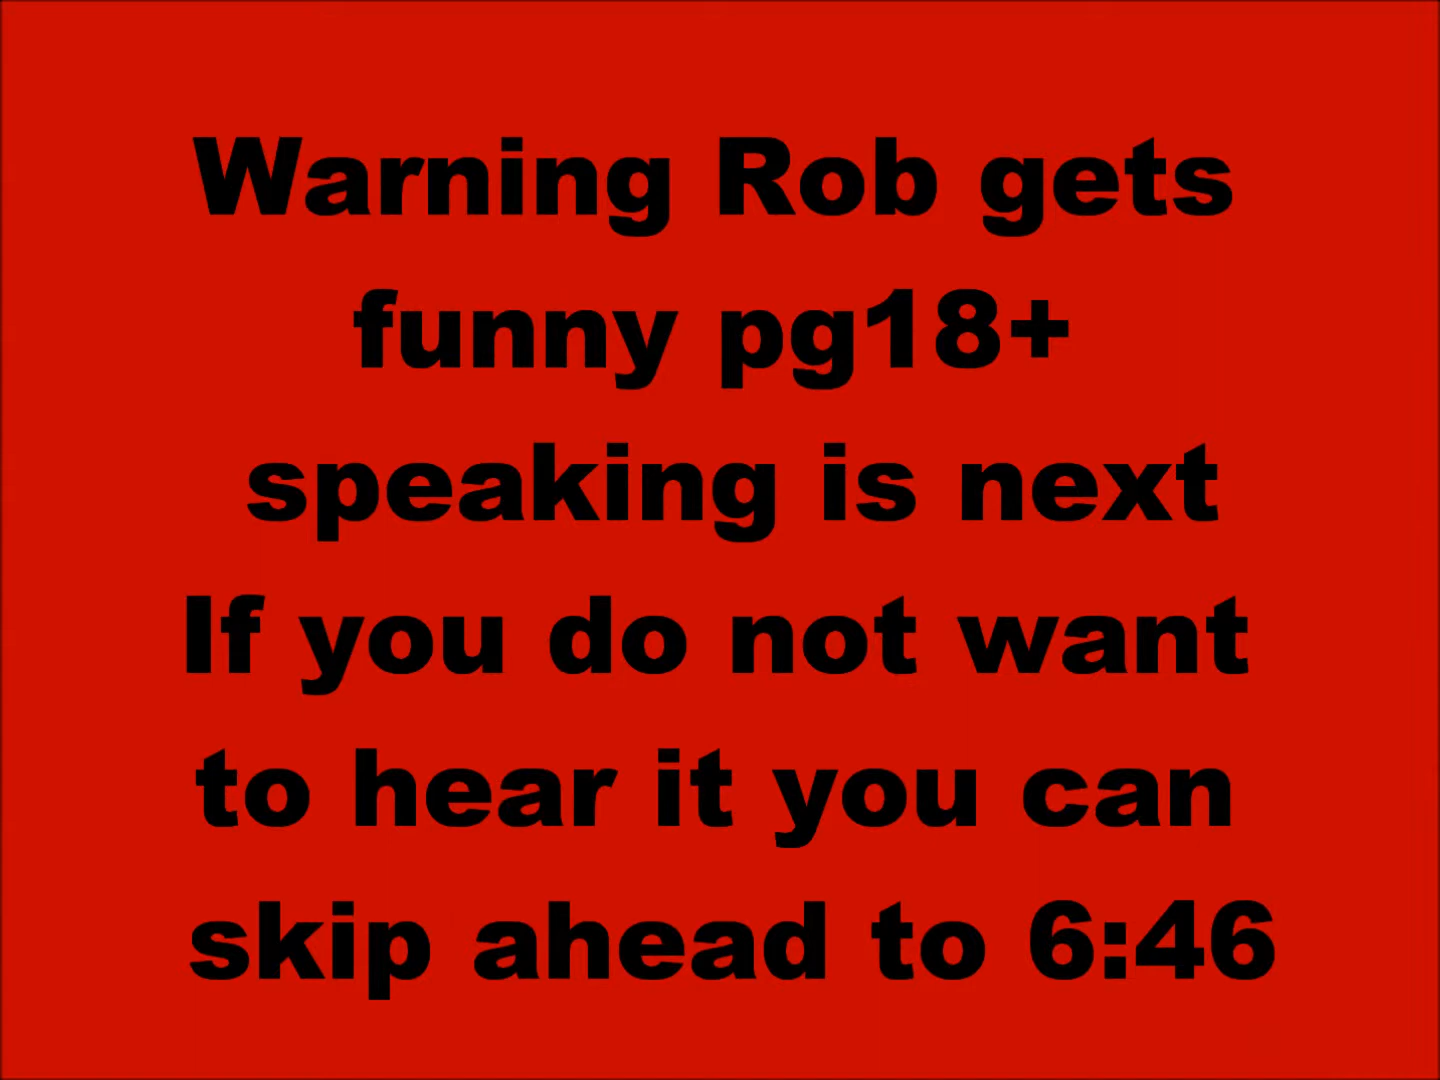 Warning Rob gets
funny pg18+
speaking is next
If you do not want
to hear it you can
skip ahead to 6:46